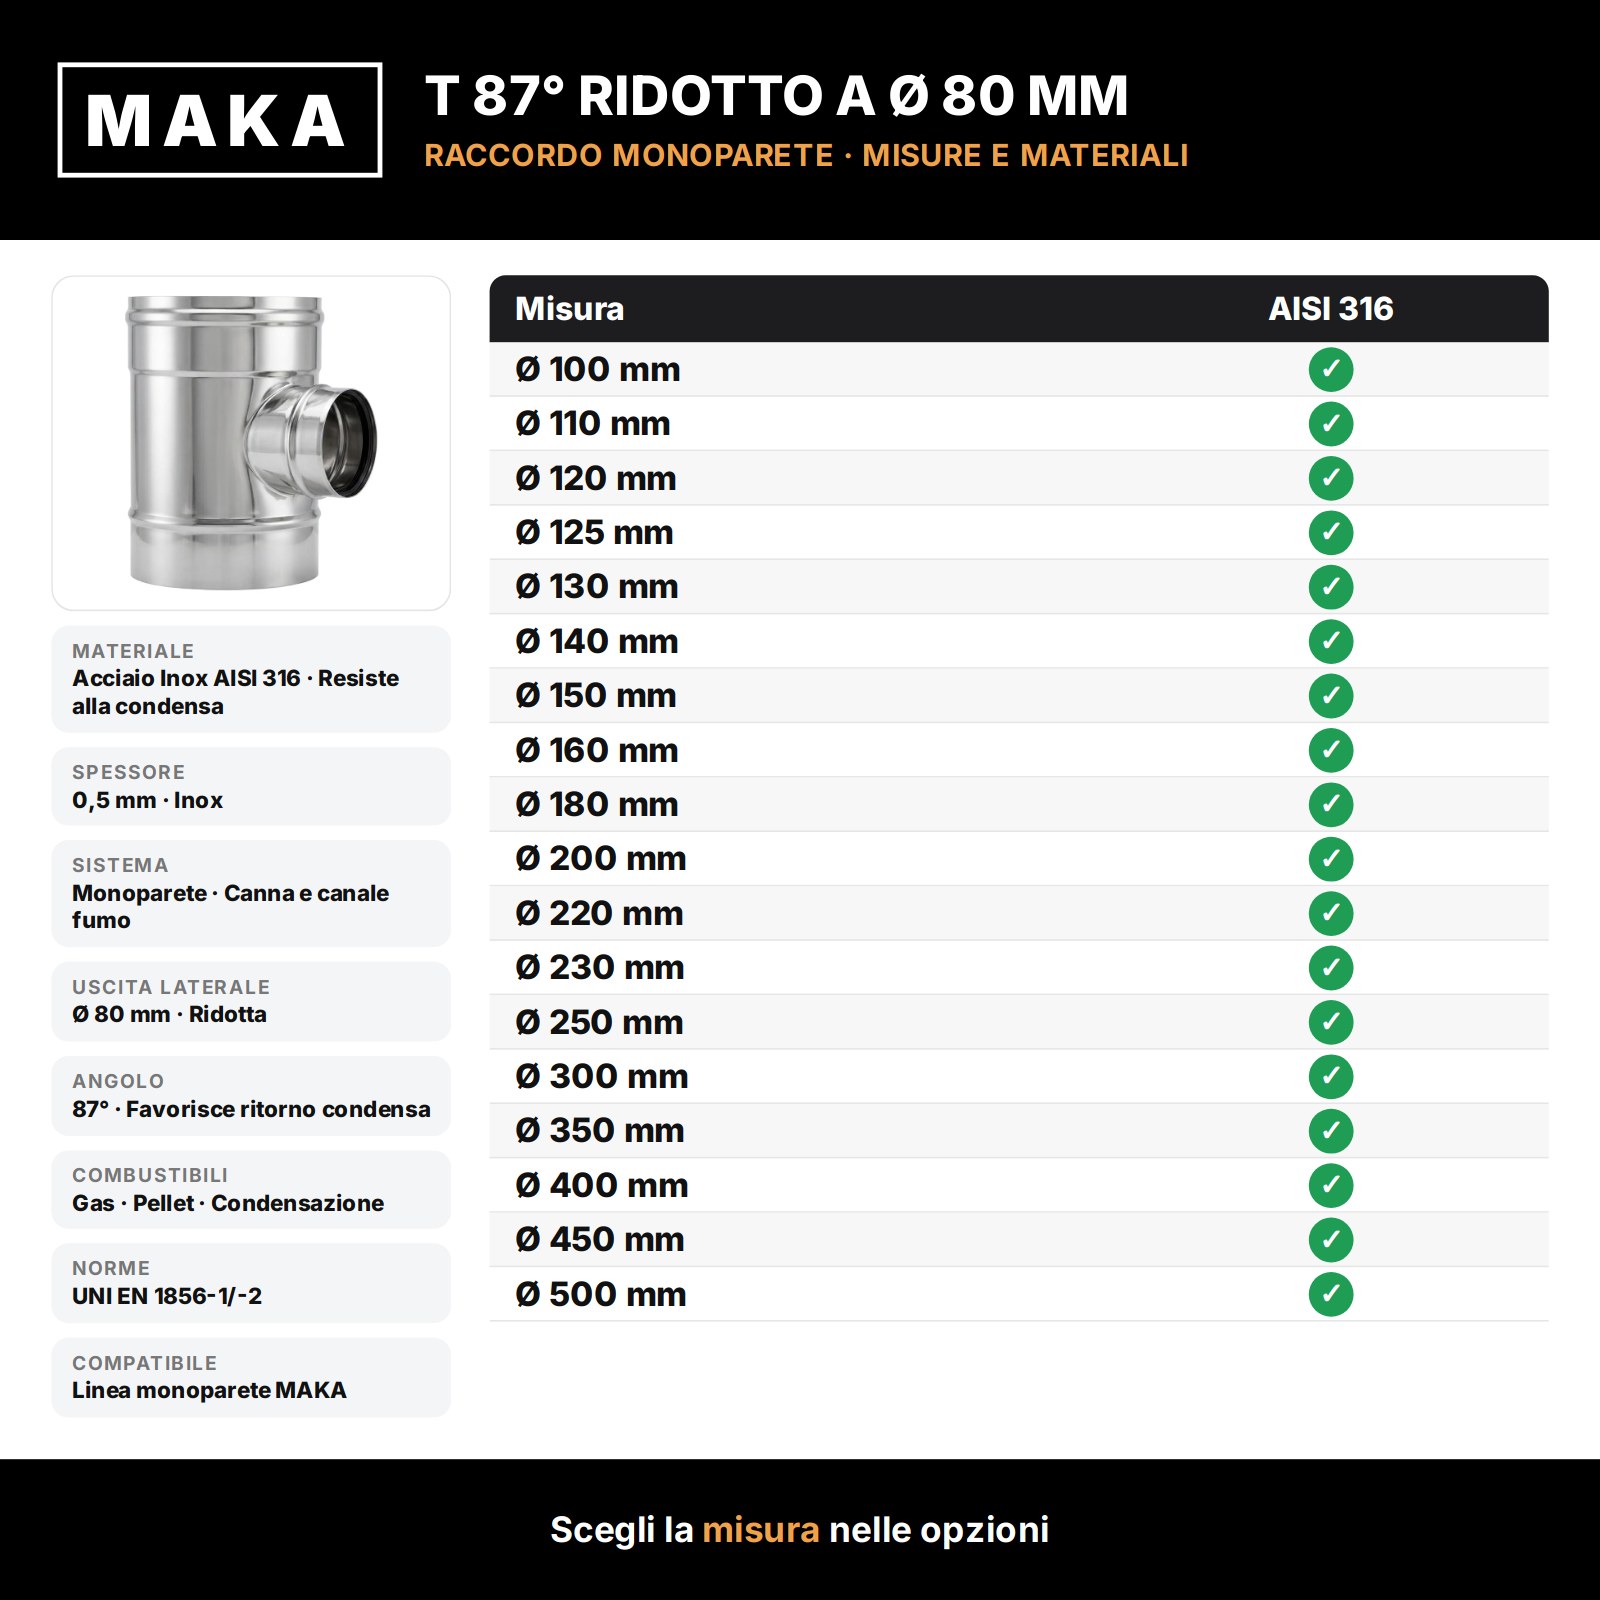 MAKA
T 87° RIDOTTO A Ø 80 MM
RACCORDO MONOPARETE · MISURE E MATERIALI
MATERIALE
Acciaio Inox AISI 316 · Resiste
alla condensa
SPESSORE
0,5 mm · Inox
SISTEMA
Monoparete · Canna e canale
fumo
USCITA LATERALE
Ø 80 mm · Ridotta
ANGOLO
87° · Favorisce ritorno condensa
COMBUSTIBILI
Gas · Pellet · Condensazione
NORME
UNI EN 1856-1/-2
COMPATIBILE
Linea monoparete MAKA
Misura AISI 316
Ø 100 mm ✓
Ø 110 mm ✓
Ø 120 mm ✓
Ø 125 mm ✓
Ø 130 mm ✓
Ø 140 mm ✓
Ø 150 mm ✓
Ø 160 mm ✓
Ø 180 mm ✓
Ø 200 mm ✓
Ø 220 mm ✓
Ø 230 mm ✓
Ø 250 mm ✓
Ø 300 mm ✓
Ø 350 mm ✓
Ø 400 mm ✓
Ø 450 mm ✓
Ø 500 mm ✓
Scegli la misura nelle opzioni